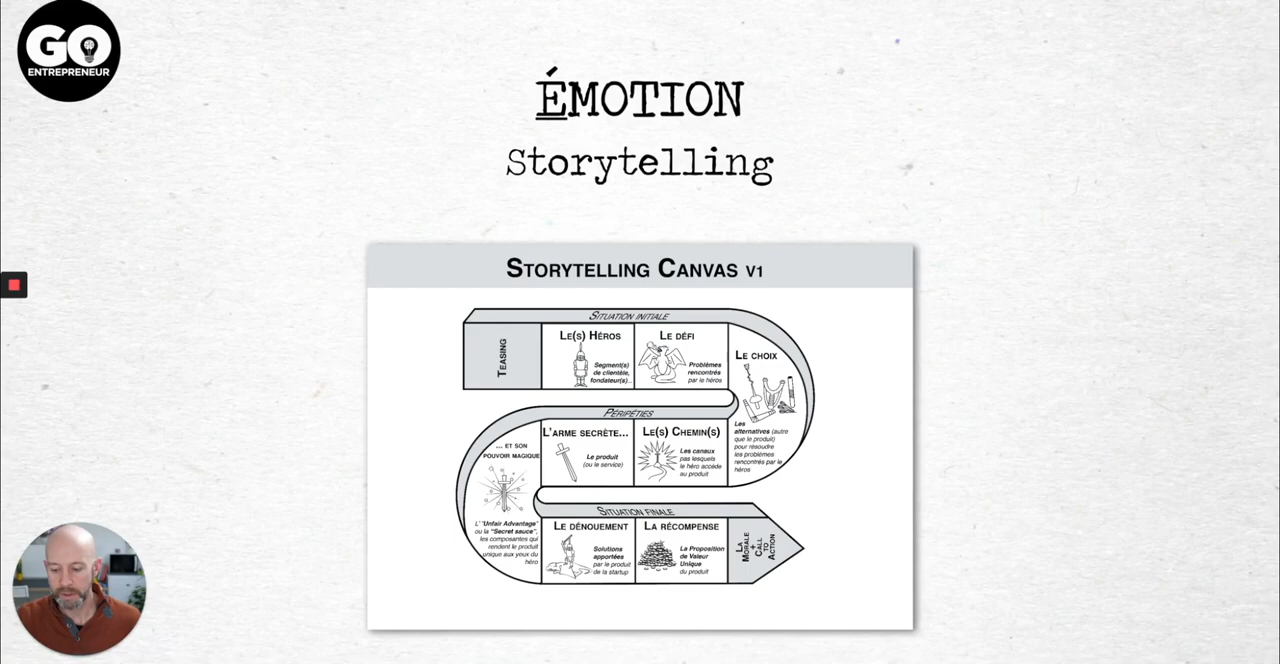 GO
ENTREPRENEUR
ÉMOTION
Storytelling
STORYTELLING CANVAS V1
SITUATION INITIALE
TEASING
LE(S) HÉROS
Segment(s)
de clientèle,
fondateur(s)...
LE DÉFI
Problèmes
rencontrés
par le héros
LE CHOIX
Les
alternatives (autre
que le produit)
pour résoudre
les problèmes
rencontrés par le
héros
PÉRIPÉTIES
LE(S) CHEMIN(S)
Les canaux
pas lesquels
le héro accède
au produit
L'ARME SECRÈTE...
Le produit
(ou le service)
... ET SON
POUVOIR MAGIQUE
L' "Unfair Advantage"
ou la "Secret sauce",
les composantes qui
rendent le produit
unique aux yeux du
héro
SITUATION FINALE
LE DÉNOUEMENT
Solutions
apportées
par le produit
de la startup
LA RÉCOMPENSE
La Proposition
de Valeur
Unique
du produit
LA
MORALE
+
CALL
TO
ACTION